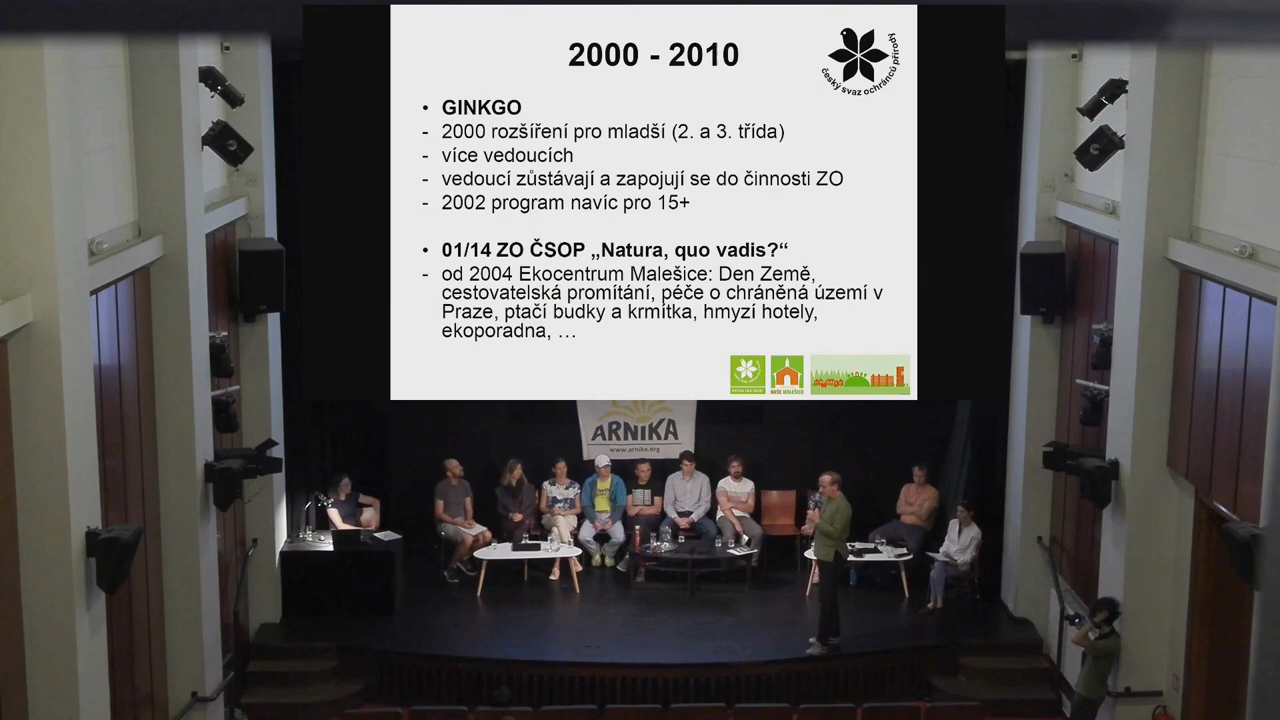 2000 - 2010
český svaz ochránců přírody
• GINKGO
- 2000 rozšíření pro mladší (2. a 3. třída)
- více vedoucích
- vedoucí zůstávají a zapojují se do činnosti ZO
- 2002 program navíc pro 15+
• 01/14 ZO ČSOP „Natura, quo vadis?“
- od 2004 Ekocentrum Malešice: Den Země,
cestovatelská promítání, péče o chráněná území v
Praze, ptačí budky a krmítka, hmyzí hotely,
ekoporadna, …
NATURA QUO VADIS?
NAŠE MALEŠICE
ARNIKA
www.arnika.org